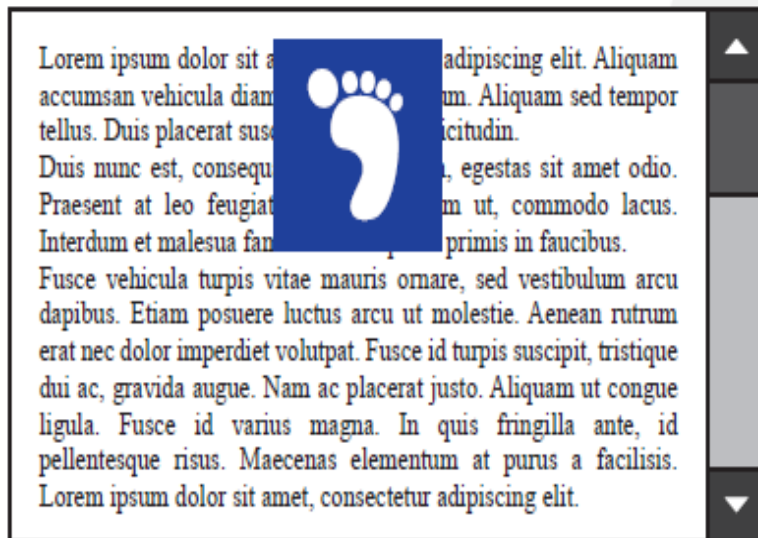 Lorem ipsum dolor sit adipiscing elit. Aliquam
accumsan vehicula diam Aliquam sed tempor
tellus. Duis placerat
Duis nunc est, egestas sit amet odio.
Praesent at leo feugiat ut, commodo lacus.
Interdum et malesua primis in faucibus.
Fusce vehicula turpis vitae mauris ornare, sed vestibulum arcu
dapibus. Etiam posuere luctus arcu ut molestie. Aenean rutrum
erat nec dolor imperdiet volutpat. Fusce id turpis suscipit, tristique
dui ac, gravida augue. Nam ac placerat justo. Aliquam ut congue
ligula. Fusce id varius magna. In quis fringilla ante, id
pellentesque risus. Maecenas elementum at purus a facilisis.
Lorem ipsum dolor sit amet, consectetur adipiscing elit.